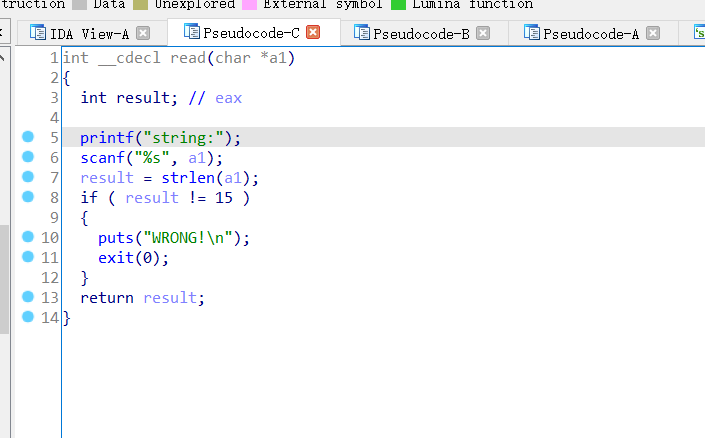 truction Data Unexplored External symbol Lumina function
IDA View-A Pseudocode-C Pseudocode-B Pseudocode-A 's
1 int __cdecl read(char *a1)
2 {
3 int result; // eax
4
5 printf("string:");
6 scanf("%s", a1);
7 result = strlen(a1);
8 if ( result != 15 )
9 {
10 puts("WRONG!\n");
11 exit(0);
12 }
13 return result;
14 }